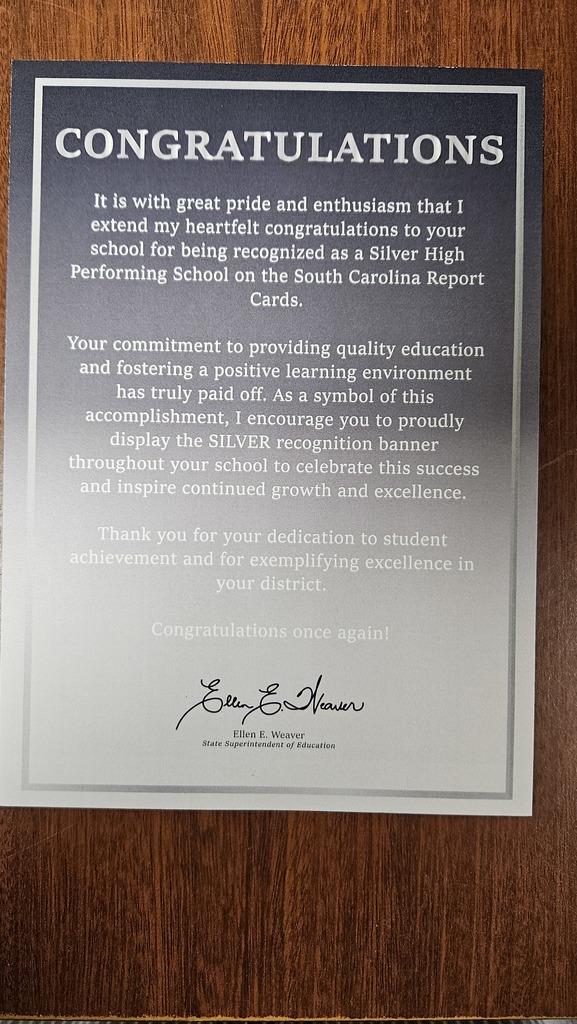 CONGRATULATIONS
It is with great pride and enthusiasm that I
extend my heartfelt congratulations to your
school for being recognized as a Silver High
Performing School on the South Carolina Report
Cards.
Your commitment to providing quality education
and fostering a positive learning environment
has truly paid off. As a symbol of this
accomplishment, I encourage you to proudly
display the SILVER recognition banner
throughout your school to celebrate this success
and inspire continued growth and excellence.
Thank you for your dedication to student
achievement and for exemplifying excellence in
your district.
Congratulations once again!
Ellen E. Weaver
Ellen E. Weaver
State Superintendent of Education